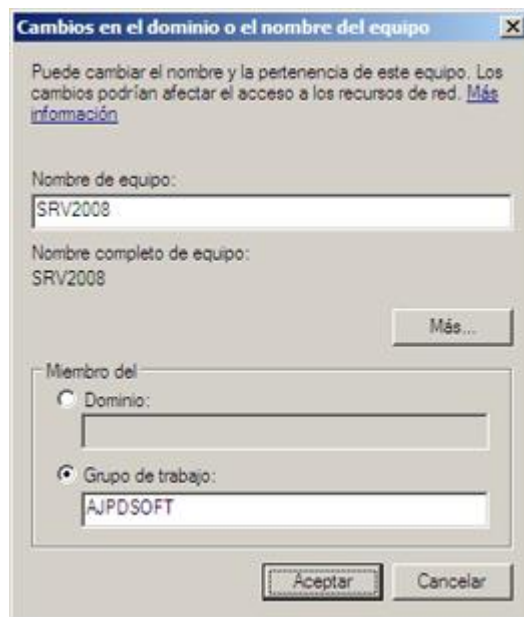 Cambios en el dominio o el nombre del equipo
Puede cambiar el nombre y la pertenencia de este equipo. Los
cambios podrían afectar el acceso a los recursos de red. Más
información
Nombre de equipo:
SRV2008
Nombre completo de equipo:
SRV2008
Más...
Miembro del
Dominio:
Grupo de trabajo:
AJPDSOFT
Aceptar
Cancelar